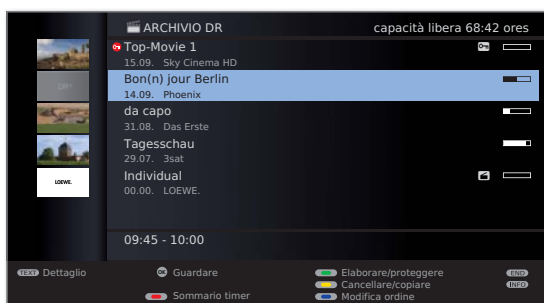 ARCHIVIO DR capacità libera 68:42 ores
Top-Movie 1
15.09. Sky Cinema HD
Bon(n) jour Berlin
14.09. Phoenix
DR+
da capo
31.08. Das Erste
Tagesschau
29.07. 3sat
Individual
00.00. LOEWE.
LOEWE.
09:45 - 10:00
TEXT Dettaglio OK Guardare Elaborare/proteggere END
Cancellare/copiare INFO
Sommario timer Modifica ordine